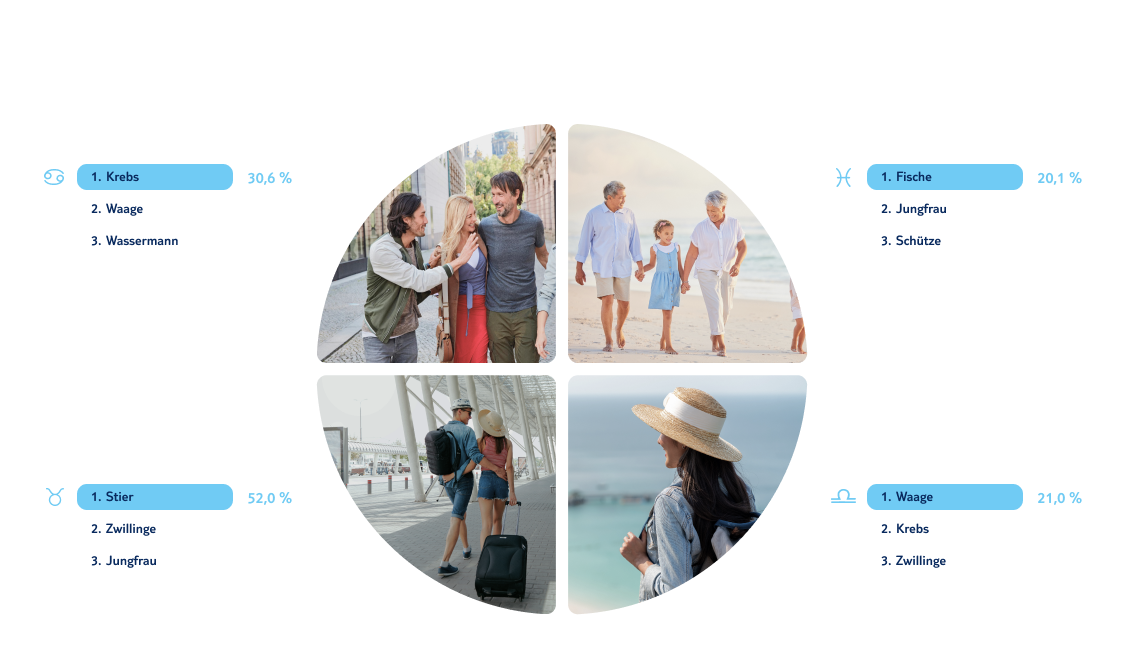 1. Krebs 30,6 %
2. Waage
3. Wassermann
1. Fische 20,1 %
2. Jungfrau
3. Schütze
1. Stier 52,0 %
2. Zwillinge
3. Jungfrau
1. Waage 21,0 %
2. Krebs
3. Zwillinge